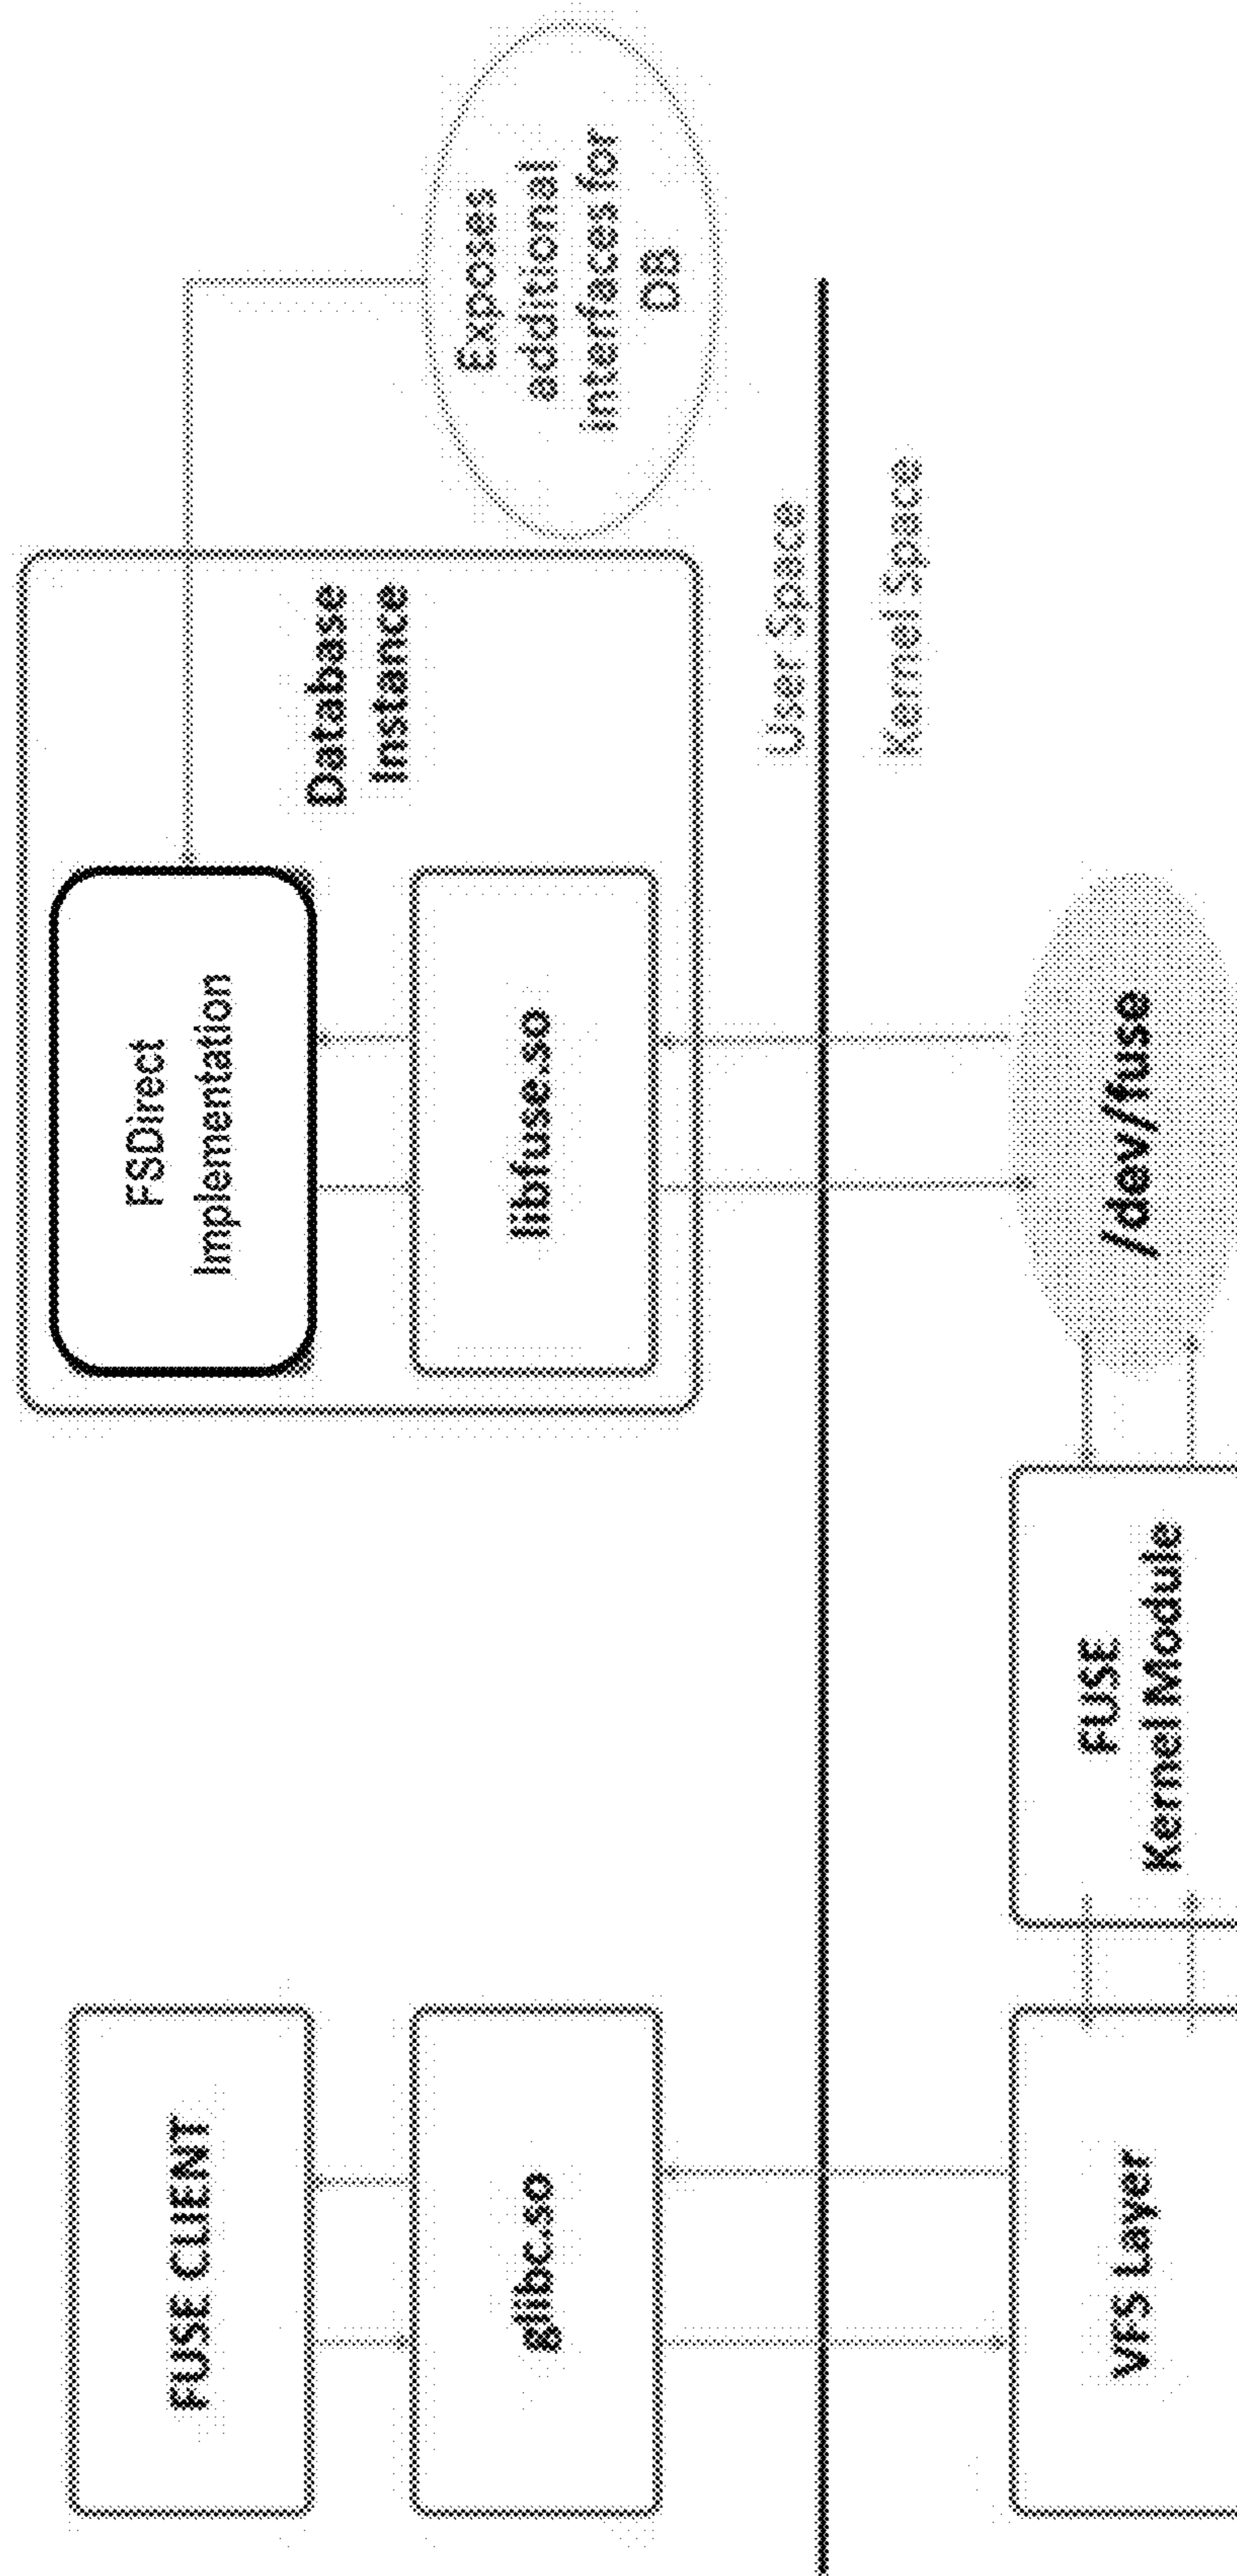 FUSE CLIENT
glibc.so
VFS Layer
FUSE
Kernel Module
/dev/fuse
libfuse.so
FSDirect
Implementation
Database
Instance
Exposes
additional
interfaces for
DB
User Space
Kernel Space